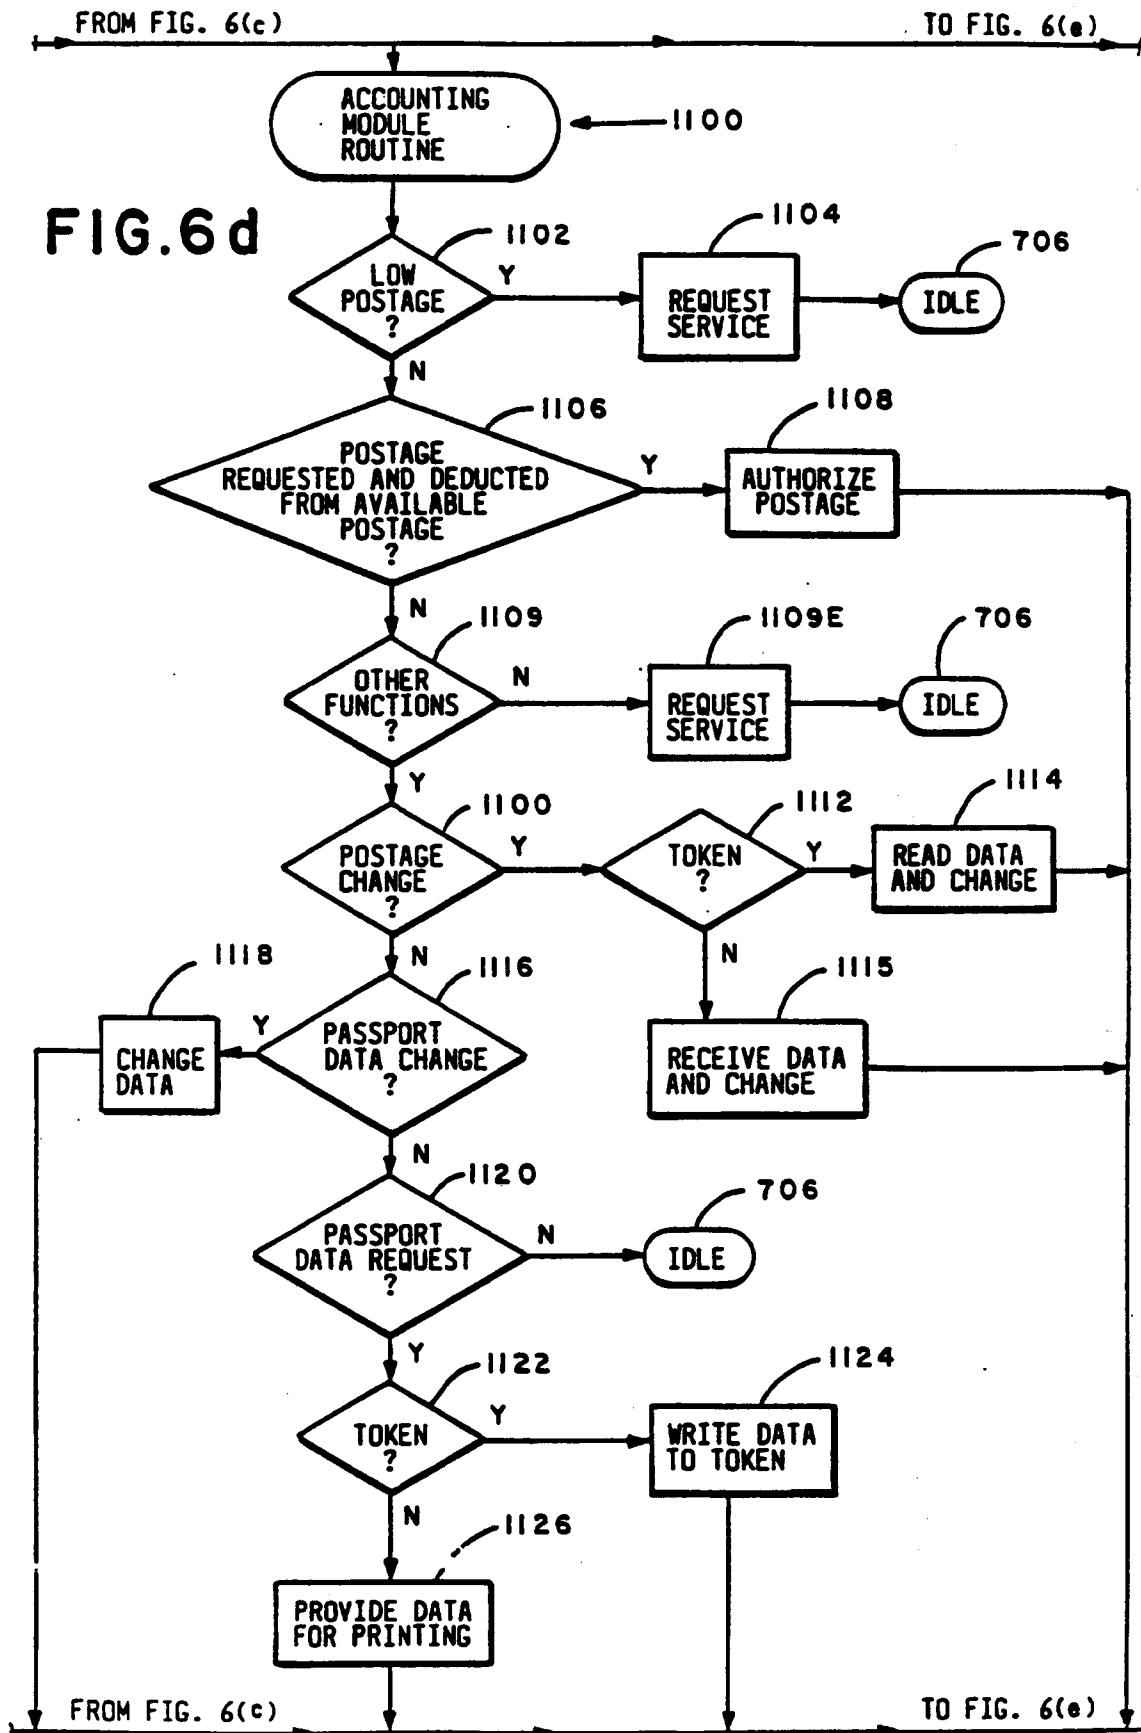 FROM FIG. 6(c)
TO FIG. 6(e)
ACCOUNTING
MODULE
ROUTINE
1100
FIG.6d
1102
LOW
POSTAGE
?
Y
N
1104
REQUEST
SERVICE
706
IDLE
1106
POSTAGE
REQUESTED AND DEDUCTED
FROM AVAILABLE
POSTAGE
?
Y
N
1108
AUTHORIZE
POSTAGE
1109
OTHER
FUNCTIONS
?
N
Y
1109E
REQUEST
SERVICE
706
IDLE
1100
POSTAGE
CHANGE
?
Y
N
1112
TOKEN
?
Y
N
1114
READ DATA
AND CHANGE
1115
RECEIVE DATA
AND CHANGE
1116
PASSPORT
DATA CHANGE
?
Y
N
1118
CHANGE
DATA
1120
PASSPORT
DATA REQUEST
?
N
Y
706
IDLE
1122
TOKEN
?
Y
N
1124
WRITE DATA
TO TOKEN
1126
PROVIDE DATA
FOR PRINTING
FROM FIG. 6(c)
TO FIG. 6(e)